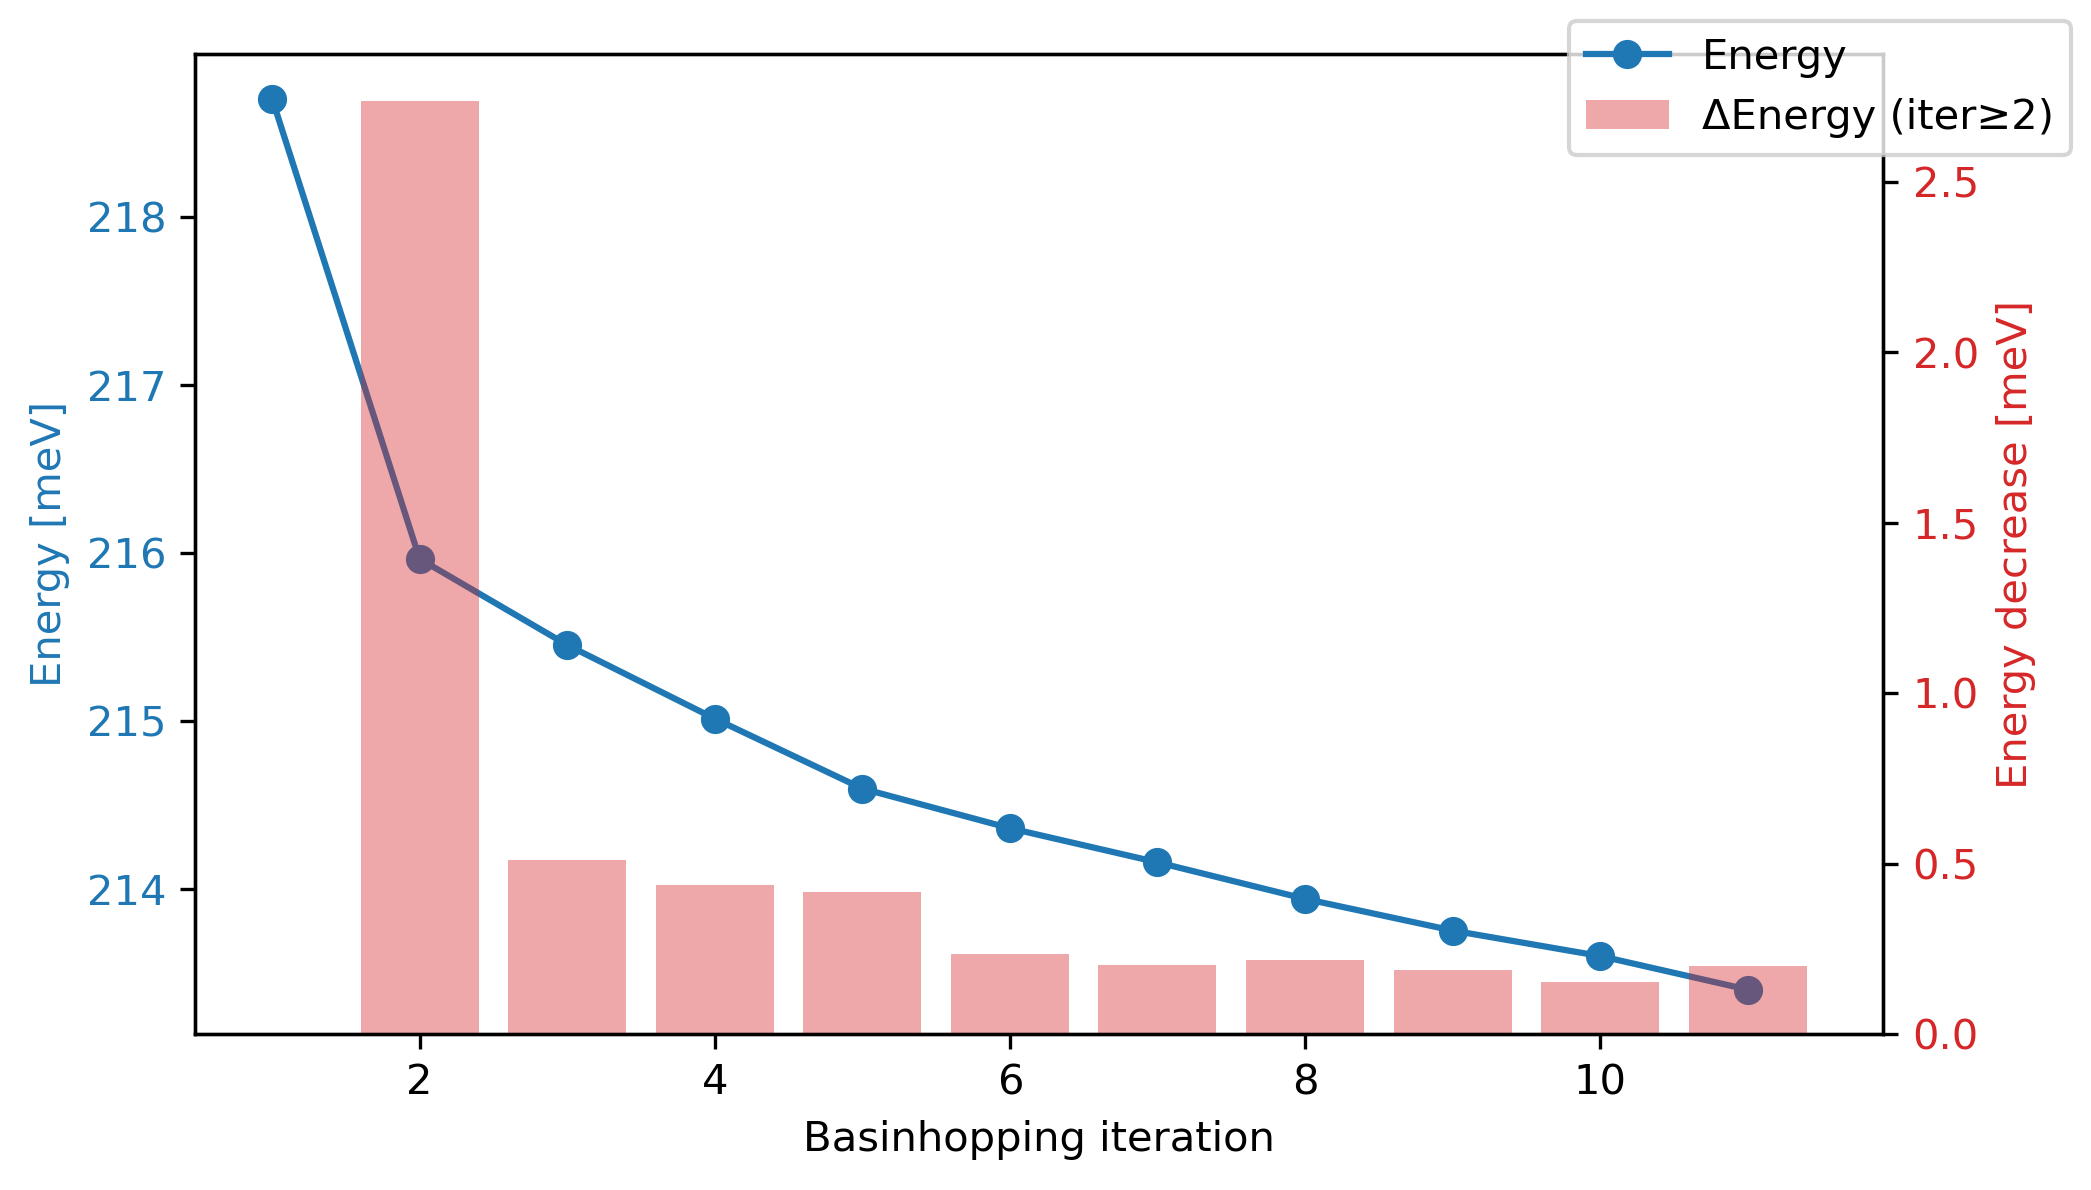 Energy
ΔEnergy (iter≥2)
Energy [meV]
218
217
216
215
214
2.5
2.0
1.5
1.0
0.5
0.0
Energy decrease [meV]
2 4 6 8 10
Basinhopping iteration